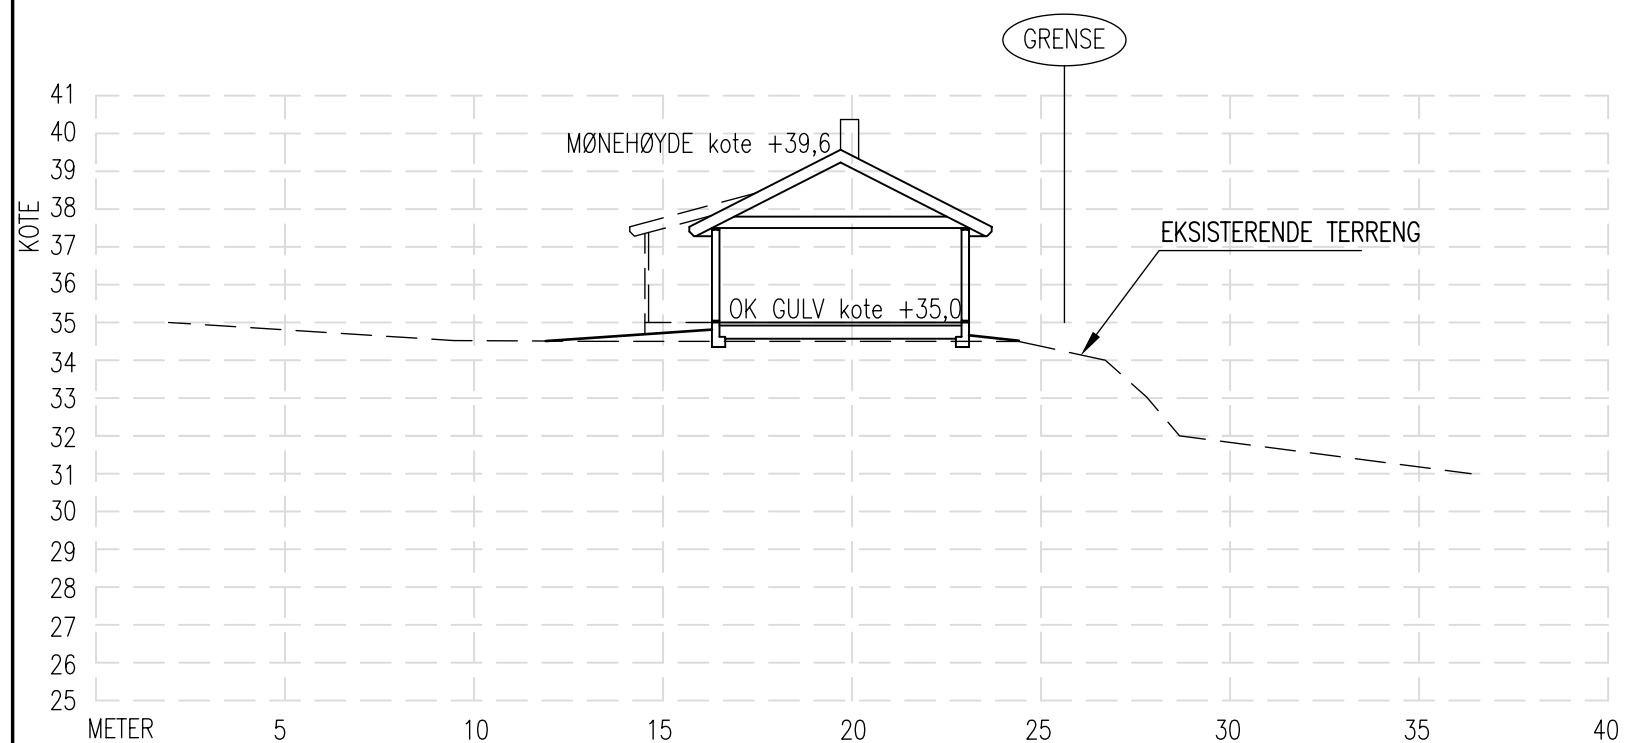 GRENSE
41
40
MØNEHØYDE kote +39,6
39
38
KOTE
37
EKSISTERENDE TERRENG
36
35
OK GULV kote +35,0
34
33
32
31
30
29
28
27
26
25
METER 5 10 15 20 25 30 35 40